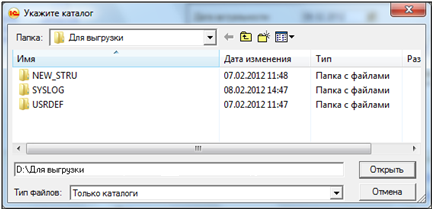 Укажите каталог
Папка: Для выгрузки
Имя Дата изменения Тип Раз
NEW_STRU 07.02.2012 11:48 Папка с файлами
SYSLOG 08.02.2012 14:47 Папка с файлами
USRDEF 07.02.2012 11:47 Папка с файлами
D:\Для выгрузки Открыть
Тип файлов: Только каталоги Отмена